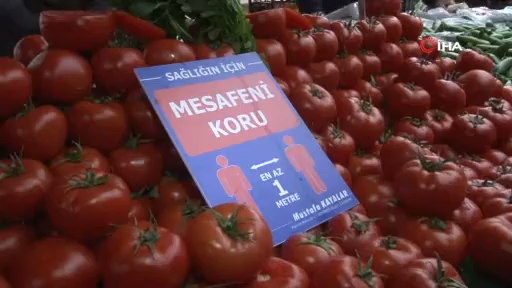 SAĞLIĞIN İÇİN
MESAFENİ
KORU
EN AZ
1
METRE
Mustafa KAYALAR
İHA